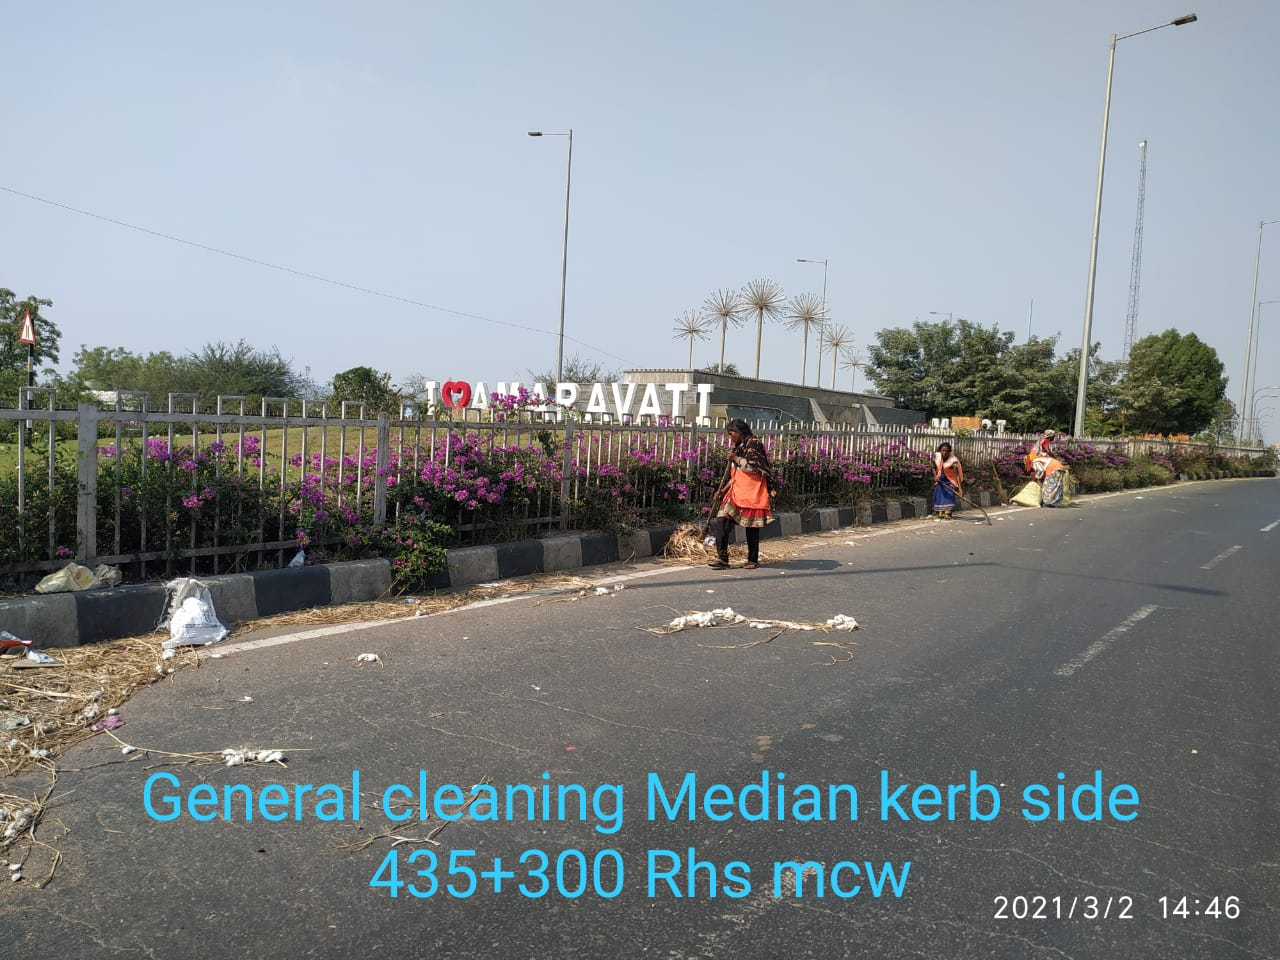 I ♥ AMARAVATI
General cleaning Median kerb side
435+300 Rhs mcw
2021/3/2 14:46